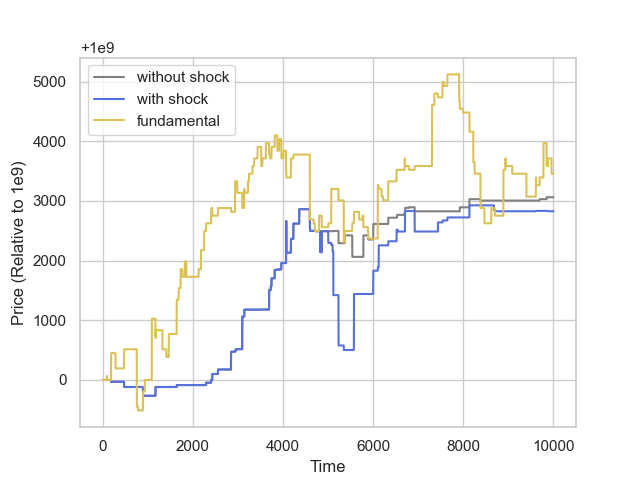 +1e9
without shock
with shock
fundamental
5000
4000
3000
2000
1000
0
Price (Relative to 1e9)
0 2000 4000 6000 8000 10000
Time